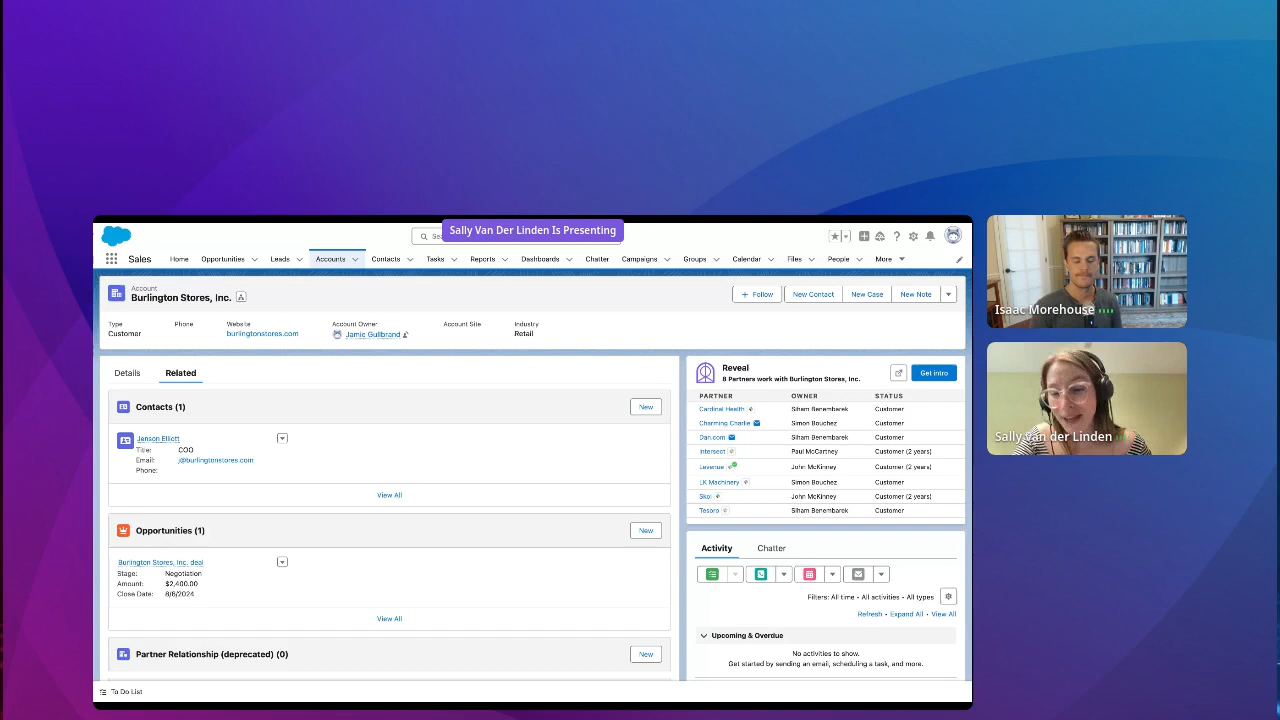 Sally Van Der Linden Is Presenting
Sales
Home
Opportunities
Leads
Accounts
Contacts
Tasks
Reports
Dashboards
Chatter
Campaigns
Groups
Calendar
Files
People
More
Account
Burlington Stores, Inc.
Follow
New Contact
New Case
New Note
Type
Phone
Website
Account Owner
Account Site
Industry
Customer
burlingtonstores.com
Jamie Gullbrand
Retail
Details
Related
Contacts (1)
New
Jenson Elliott
Title: COO
Email: j@burlingtonstores.com
Phone:
View All
Opportunities (1)
New
Burlington Stores, Inc. deal
Stage: Negotiation
Amount: $2,400.00
Close Date: 8/6/2024
View All
Partner Relationship (deprecated) (0)
New
Reveal
8 Partners work with Burlington Stores, Inc.
Get intro
PARTNER OWNER STATUS
Cardinal Health Siham Benembarek Customer
Charming Charlie Simon Bouchez Customer
Dan.com Siham Benembarek Customer
Intersect Paul McCartney Customer (2 years)
Levenue John McKinney Customer (2 years)
LK Machinery Simon Bouchez Customer
Skol John McKinney Customer (2 years)
Tesoro Siham Benembarek Customer
Activity
Chatter
Filters: All time • All activities • All types
Refresh • Expand All • View All
Upcoming & Overdue
No activities to show.
Get started by sending an email, scheduling a task, and more.
To Do List
Isaac Morehouse
Sally van der Linden